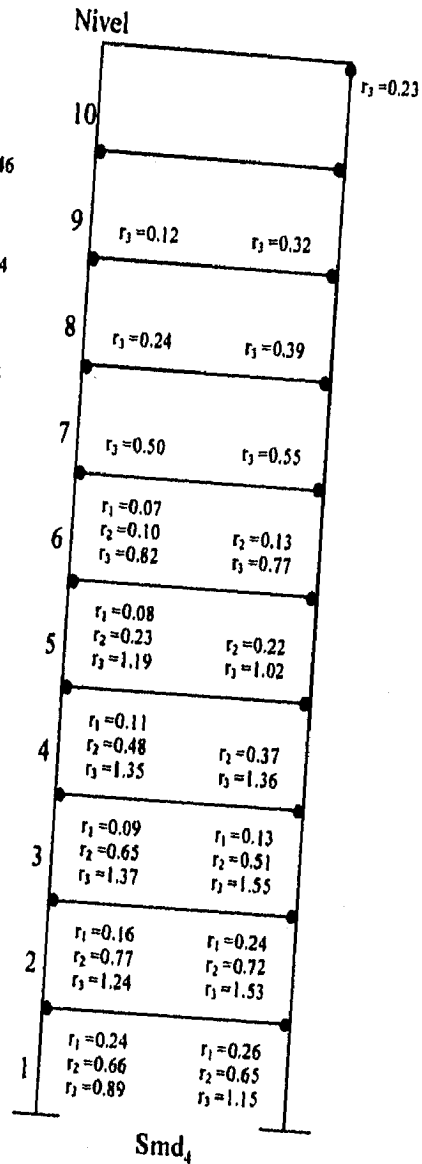 Nivel
r₃ =0.23
10
46
9
r₃ =0.12 r₃ =0.32
4
8
r₃ =0.24 r₃ =0.39
7
r₃ =0.50 r₃ =0.55
6
r₁ =0.07
r₂ =0.10 r₂ =0.13
r₃ =0.82 r₃ =0.77
5
r₁ =0.08
r₂ =0.23 r₂ =0.22
r₃ =1.19 r₃ =1.02
4
r₁ =0.11
r₂ =0.48 r₂ =0.37
r₃ =1.35 r₃ =1.36
3
r₁ =0.09 r₁ =0.13
r₂ =0.65 r₂ =0.51
r₃ =1.37 r₃ =1.55
2
r₁ =0.16 r₁ =0.24
r₂ =0.77 r₂ =0.72
r₃ =1.24 r₃ =1.53
1
r₁ =0.24 r₁ =0.26
r₂ =0.66 r₂ =0.65
r₃ =0.89 r₃ =1.15
Smd₄